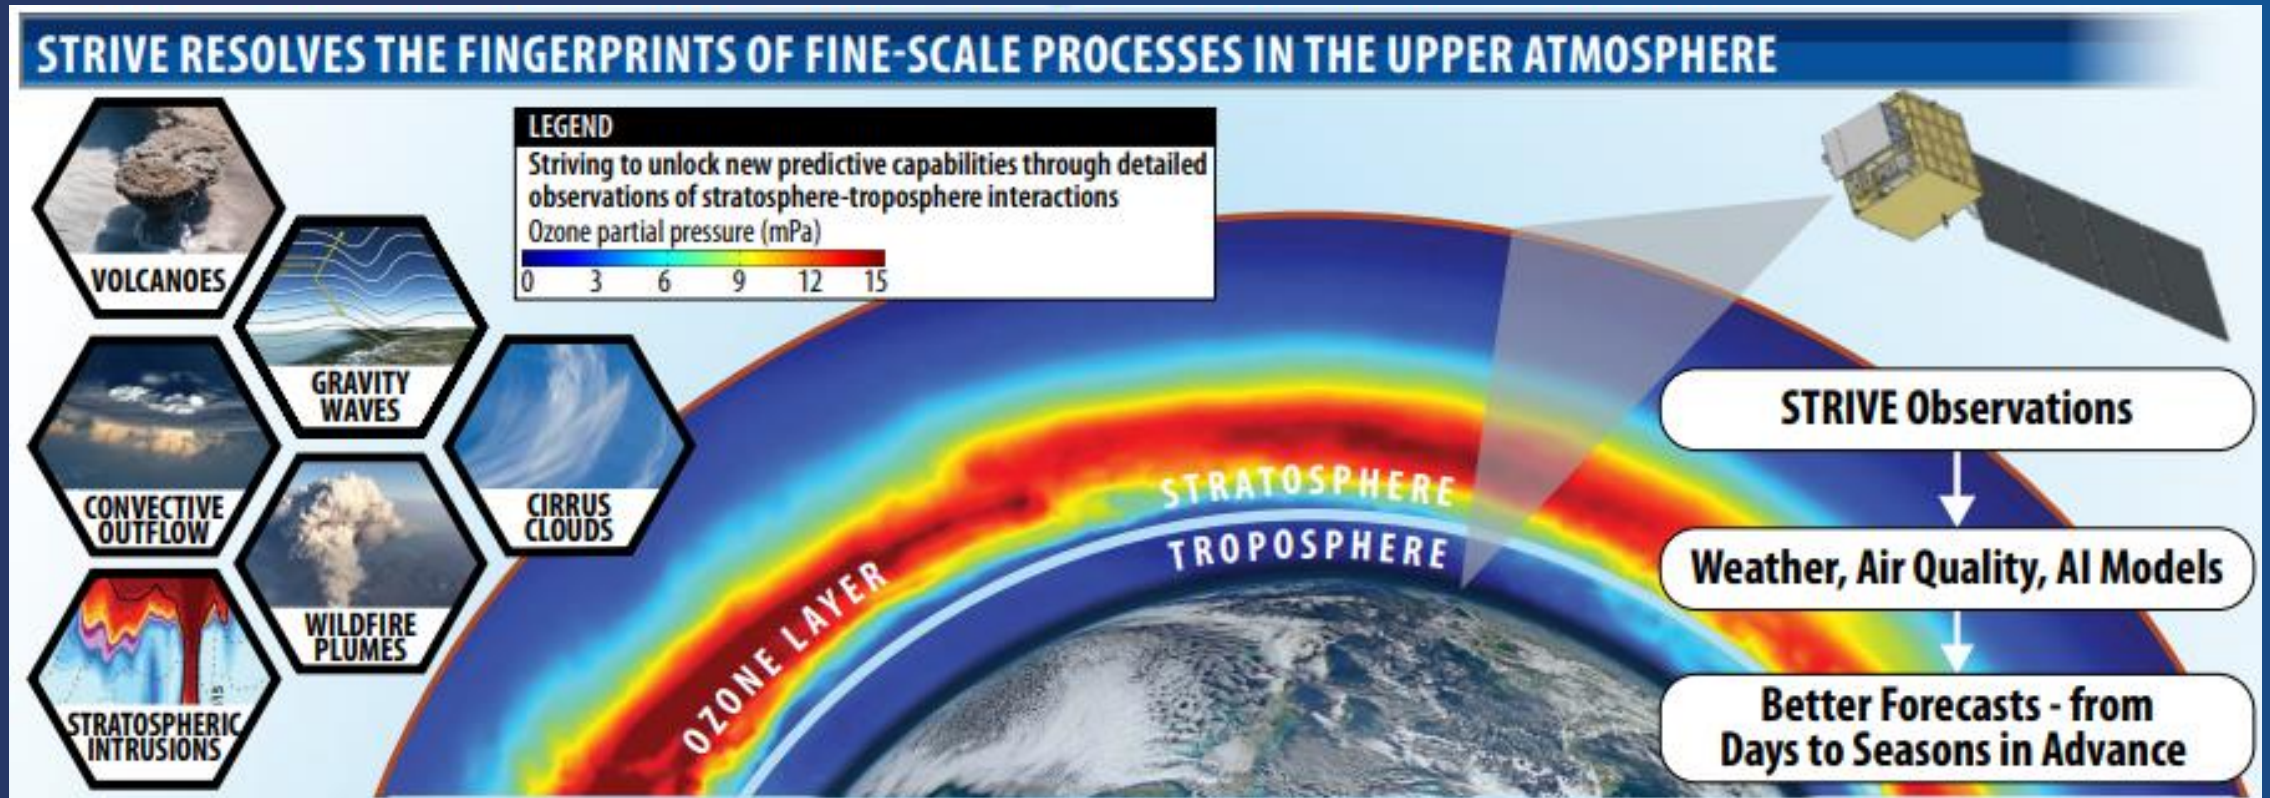 STRIVE RESOLVES THE FINGERPRINTS OF FINE-SCALE PROCESSES IN THE UPPER ATMOSPHERE
VOLCANOES
GRAVITY
WAVES
CONVECTIVE
OUTFLOW
CIRRUS
CLOUDS
WILDFIRE
PLUMES
15
STRATOSPHERIC
INTRUSIONS
LEGEND
Striving to unlock new predictive capabilities through detailed
observations of stratosphere-troposphere interactions
Ozone partial pressure (mPa)
0 3 6 9 12 15
STRATOSPHERE
TROPOSPHERE
OZONE LAYER
STRIVE Observations
Weather, Air Quality, AI Models
Better Forecasts - from
Days to Seasons in Advance